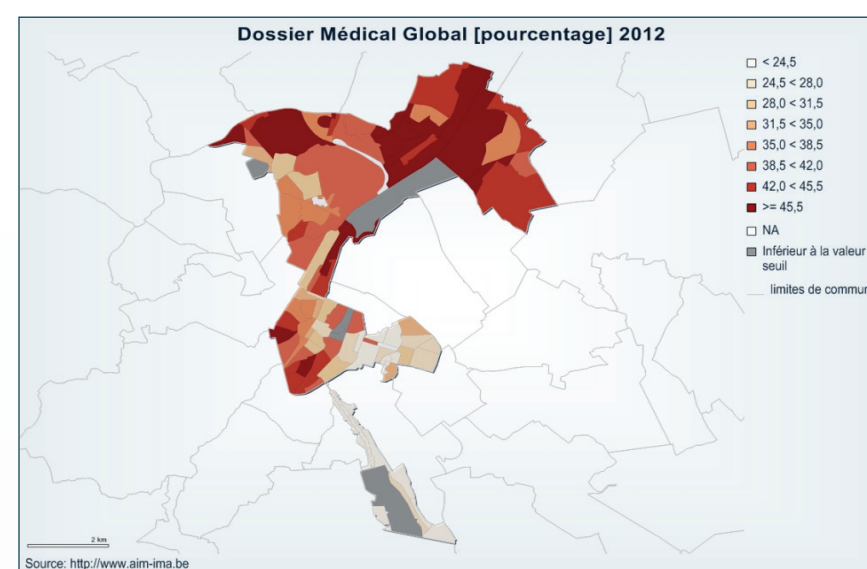 Dossier Médical Global [pourcentage] 2012
< 24,5
24,5 < 28,0
28,0 < 31,5
31,5 < 35,0
35,0 < 38,5
38,5 < 42,0
42,0 < 45,5
>= 45,5
NA
Inférieur à la valeur
seuil
limites de commun
2 km
Source: http://www.aim-ima.be